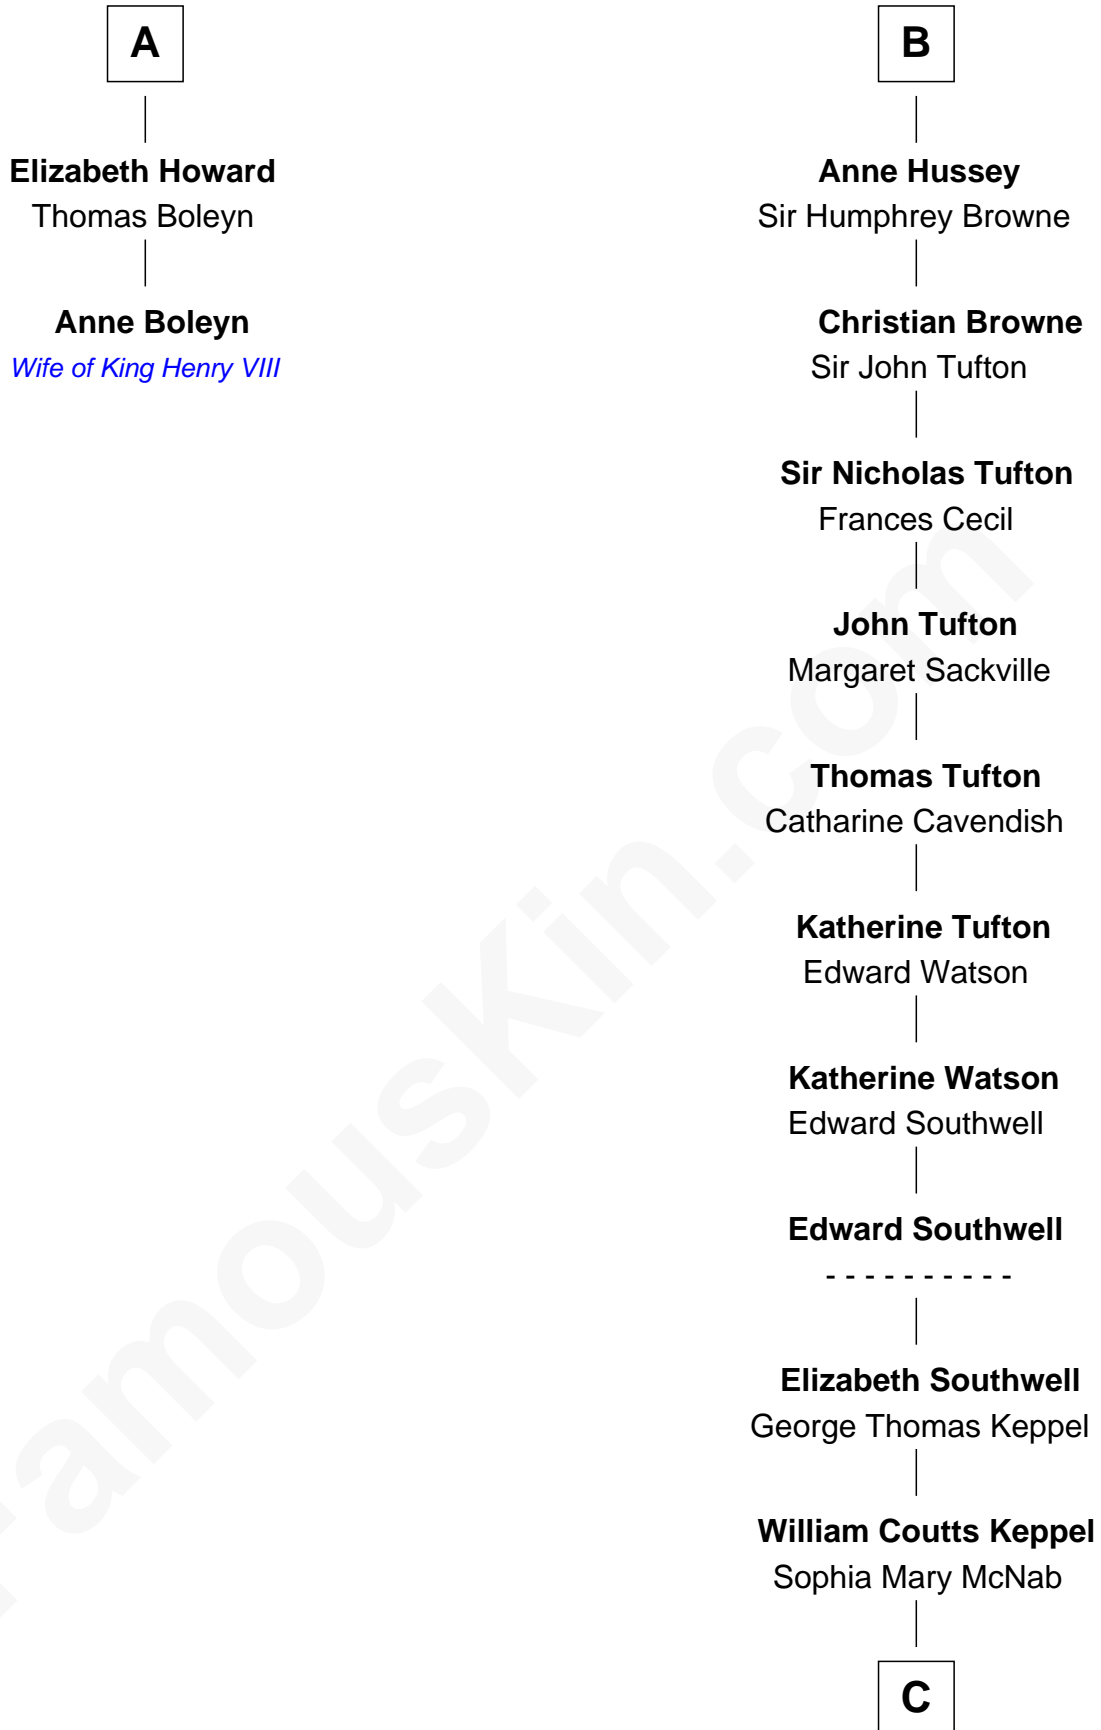 A
Elizabeth Howard
Thomas Boleyn
Anne Boleyn
Wife of King Henry VIII
B
Anne Hussey
Sir Humphrey Browne
Christian Browne
Sir John Tufton
Sir Nicholas Tufton
Frances Cecil
John Tufton
Margaret Sackville
Thomas Tufton
Catharine Cavendish
Katherine Tufton
Edward Watson
Katherine Watson
Edward Southwell
Edward Southwell
- - - - - - - - - -
Elizabeth Southwell
George Thomas Keppel
William Coutts Keppel
Sophia Mary McNab
C
FamousKin.com